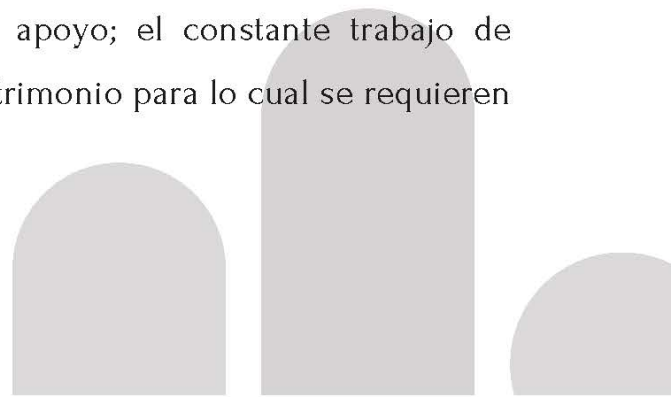 apoyo; el constante trabajo de
trimonio para lo cual se requieren